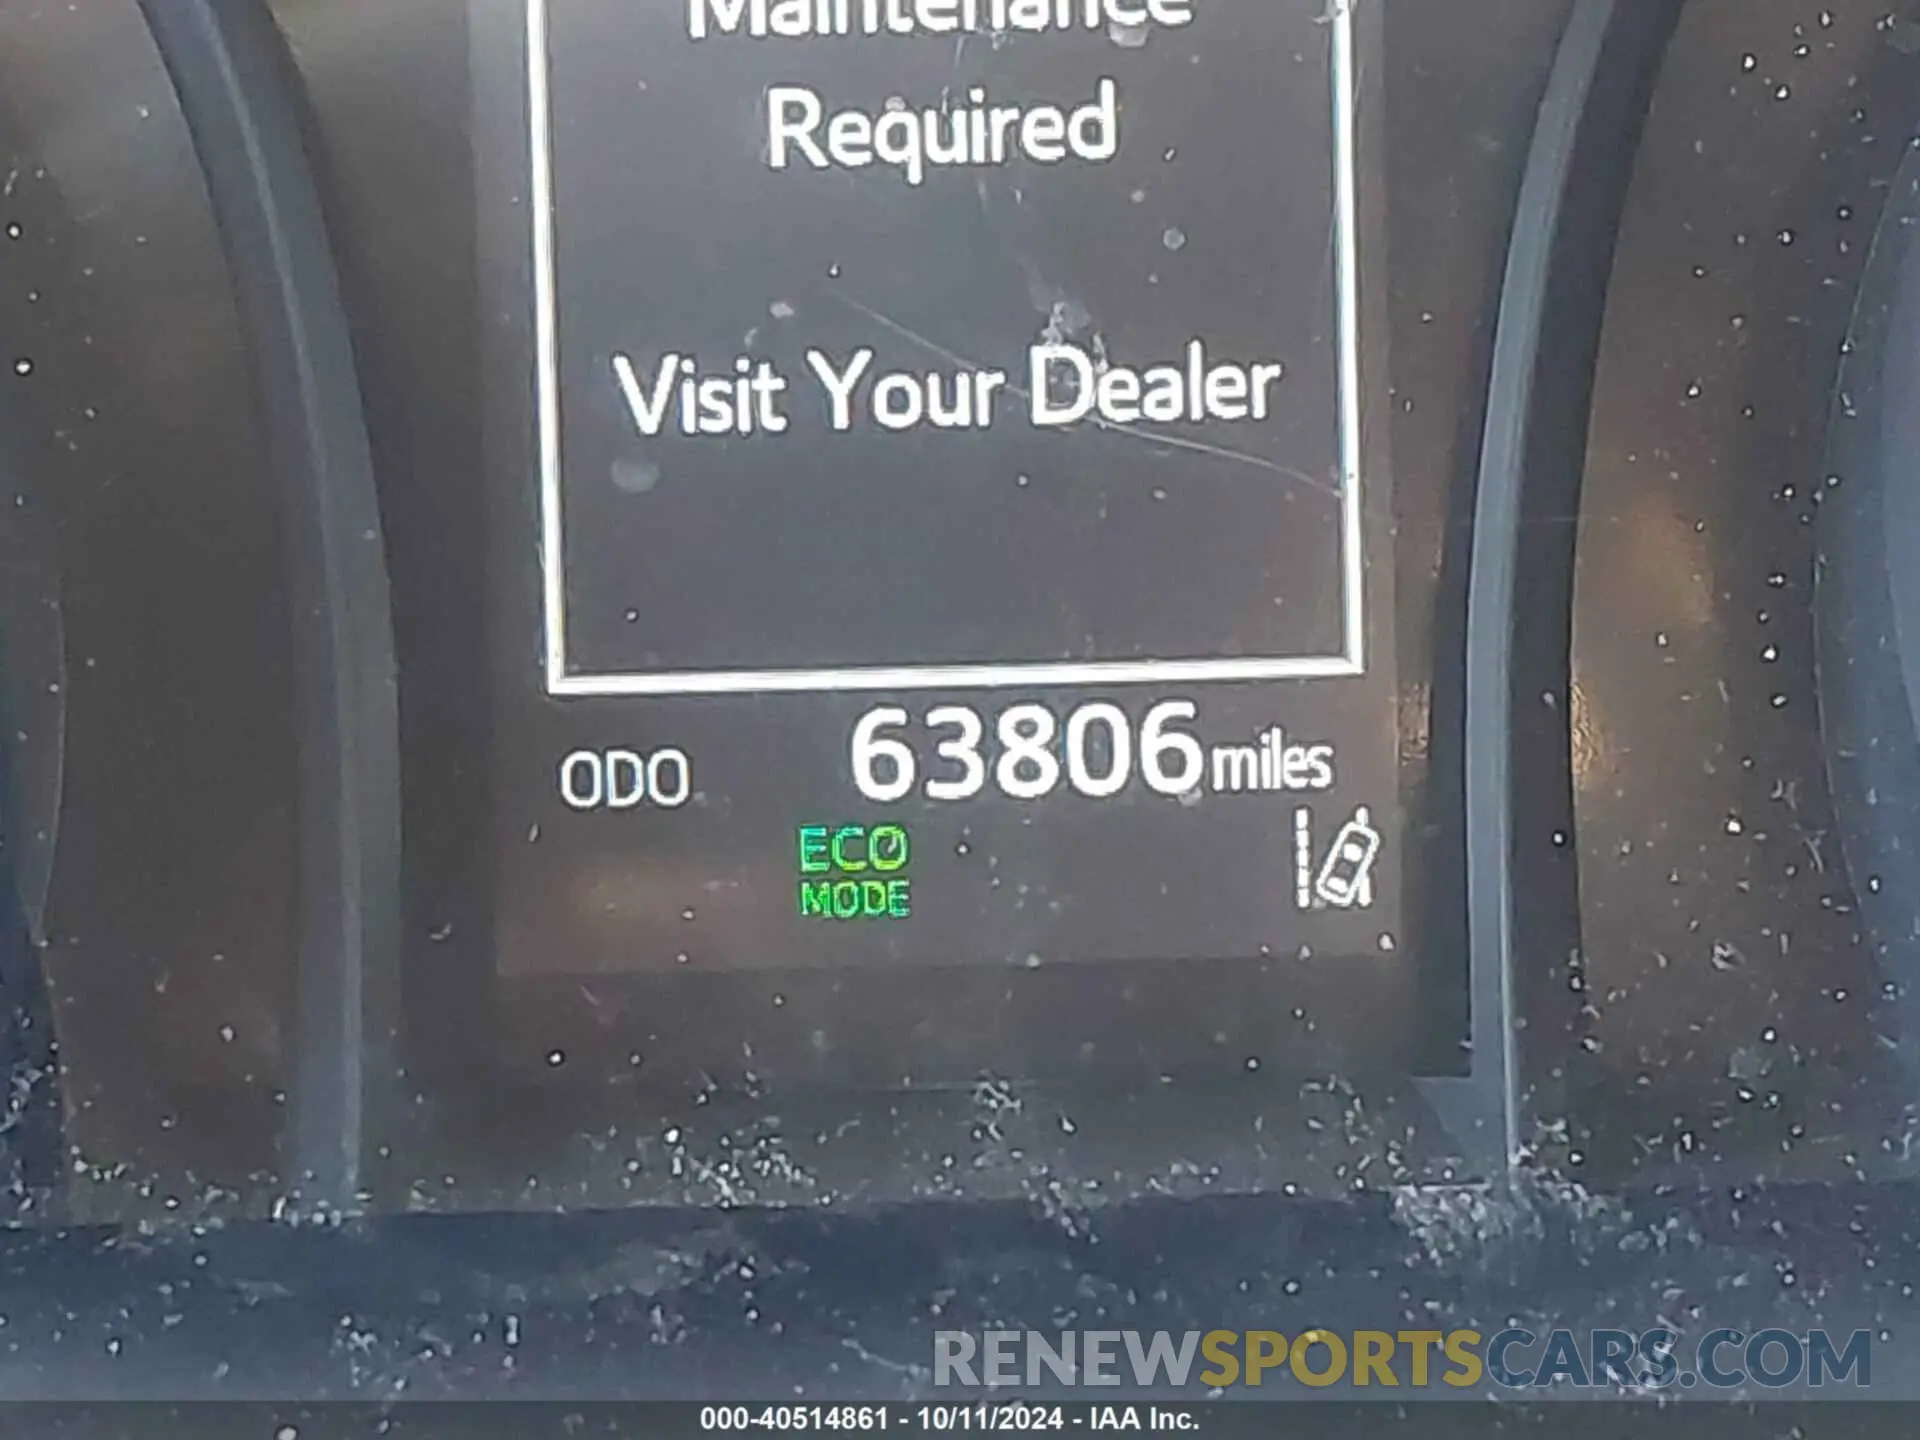 Maintenance
Required
Visit Your Dealer
ODO 63806 miles
ECO
MODE
RENEWSPORTSCARS.COM
000-40514861 - 10/11/2024 - IAA Inc.